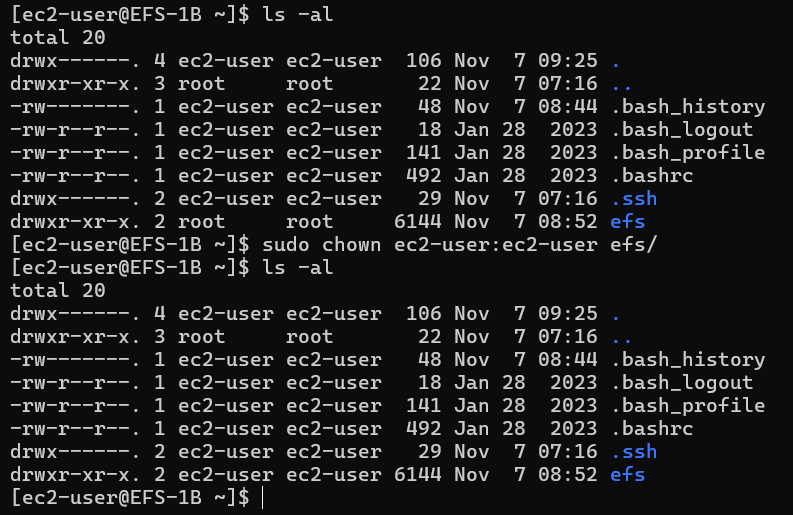 [ec2-user@EFS-1B ~]$ ls -al
total 20
drwx------. 4 ec2-user ec2-user  106 Nov  7 09:25 .
drwxr-xr-x. 3 root     root       22 Nov  7 07:16 ..
-rw-------. 1 ec2-user ec2-user   48 Nov  7 08:44 .bash_history
-rw-r--r--. 1 ec2-user ec2-user   18 Jan 28  2023 .bash_logout
-rw-r--r--. 1 ec2-user ec2-user  141 Jan 28  2023 .bash_profile
-rw-r--r--. 1 ec2-user ec2-user  492 Jan 28  2023 .bashrc
drwx------. 2 ec2-user ec2-user   29 Nov  7 07:16 .ssh
drwxr-xr-x. 2 root     root     6144 Nov  7 08:52 efs
[ec2-user@EFS-1B ~]$ sudo chown ec2-user:ec2-user efs/
[ec2-user@EFS-1B ~]$ ls -al
total 20
drwx------. 4 ec2-user ec2-user  106 Nov  7 09:25 .
drwxr-xr-x. 3 root     root       22 Nov  7 07:16 ..
-rw-------. 1 ec2-user ec2-user   48 Nov  7 08:44 .bash_history
-rw-r--r--. 1 ec2-user ec2-user   18 Jan 28  2023 .bash_logout
-rw-r--r--. 1 ec2-user ec2-user  141 Jan 28  2023 .bash_profile
-rw-r--r--. 1 ec2-user ec2-user  492 Jan 28  2023 .bashrc
drwx------. 2 ec2-user ec2-user   29 Nov  7 07:16 .ssh
drwxr-xr-x. 2 ec2-user ec2-user 6144 Nov  7 08:52 efs
[ec2-user@EFS-1B ~]$